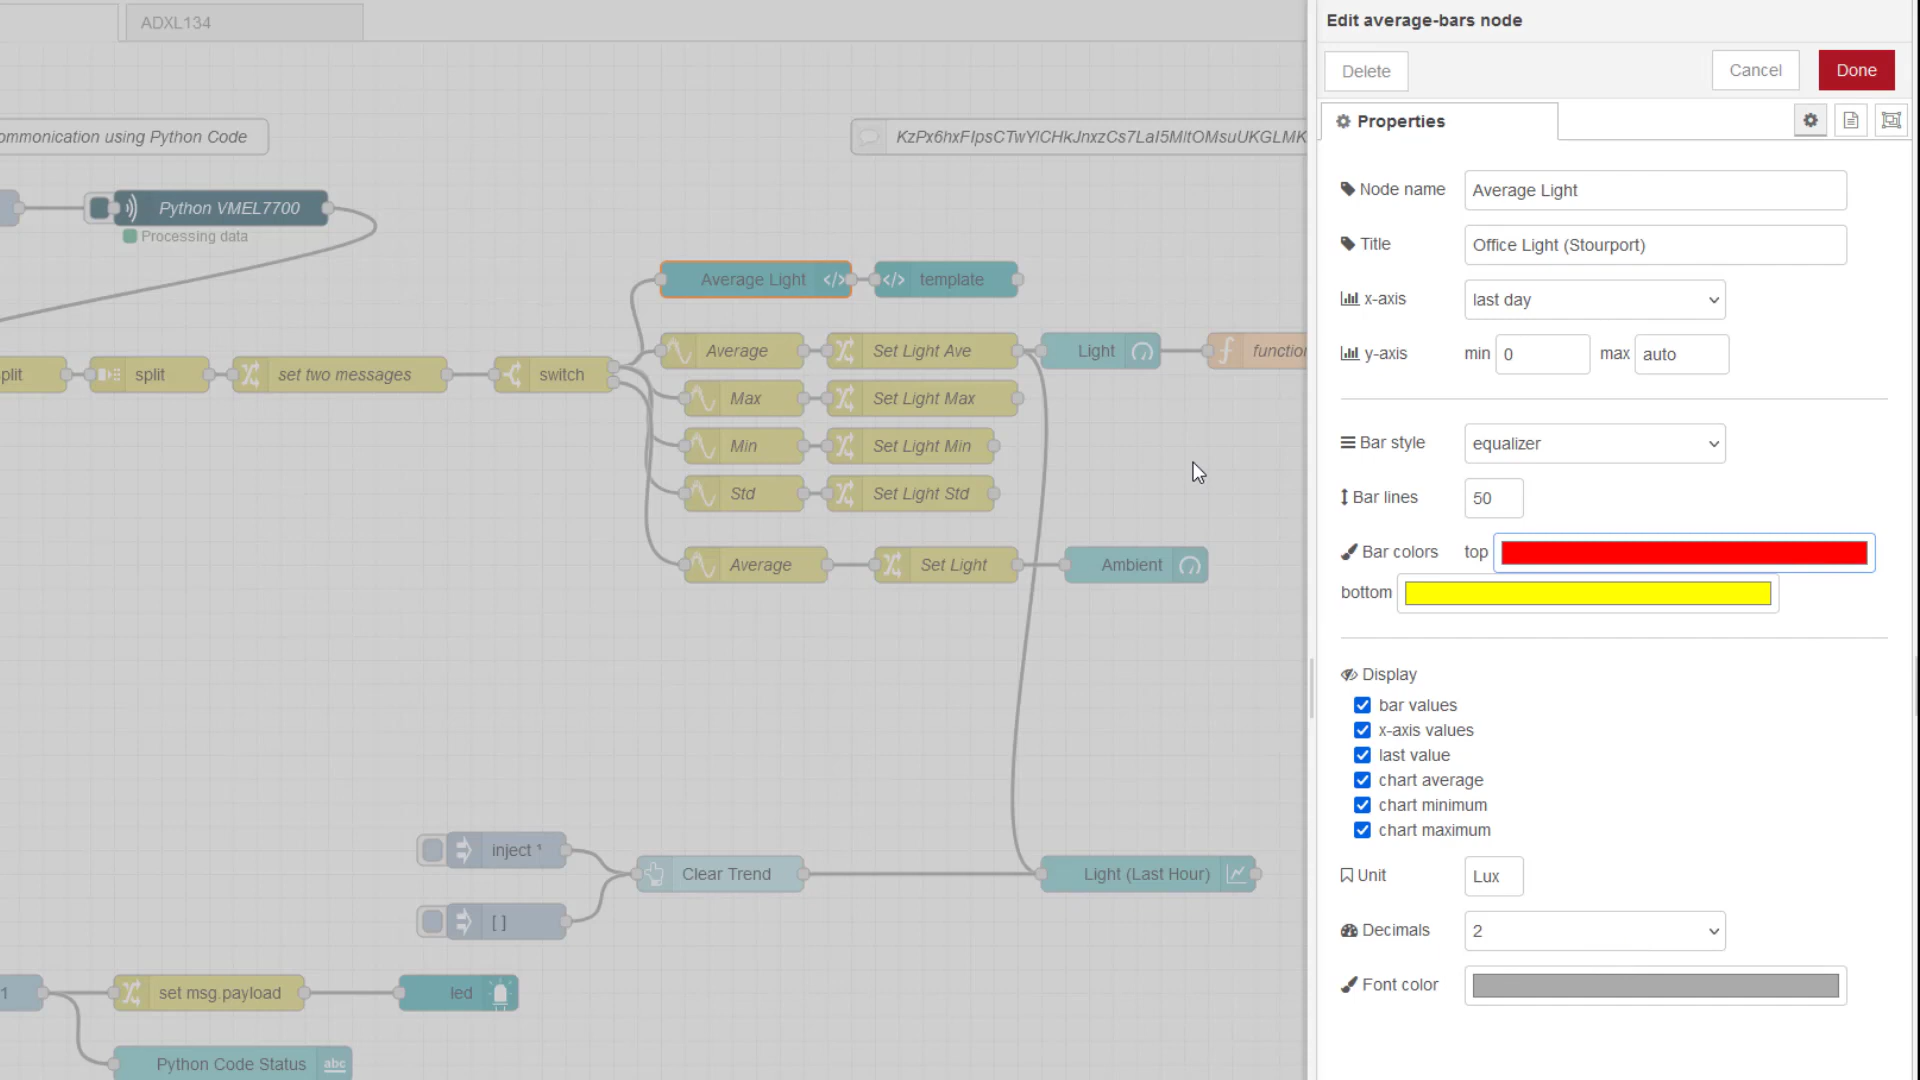 ADXL134
ommonication using Python Code
Python VMEL7700
Processing data
Average Light
template
Average
Set Light Ave
Light
plit
split
set two messages
switch
Max
Set Light Max
Min
Set Light Min
Std
Set Light Std
Average
Set Light
Ambient
inject ¹
Clear Trend
Light (Last Hour)
[ ]
1
set msg.payload
led
Python Code Status
abc
Edit average-bars node
Delete
Cancel
Done
Properties
Node name
Average Light
Title
Office Light (Stourport)
x-axis
last day
y-axis
min
0
max
auto
Bar style
equalizer
Bar lines
50
Bar colors
top
bottom
Display
bar values
x-axis values
last value
chart average
chart minimum
chart maximum
Unit
Lux
Decimals
2
Font color